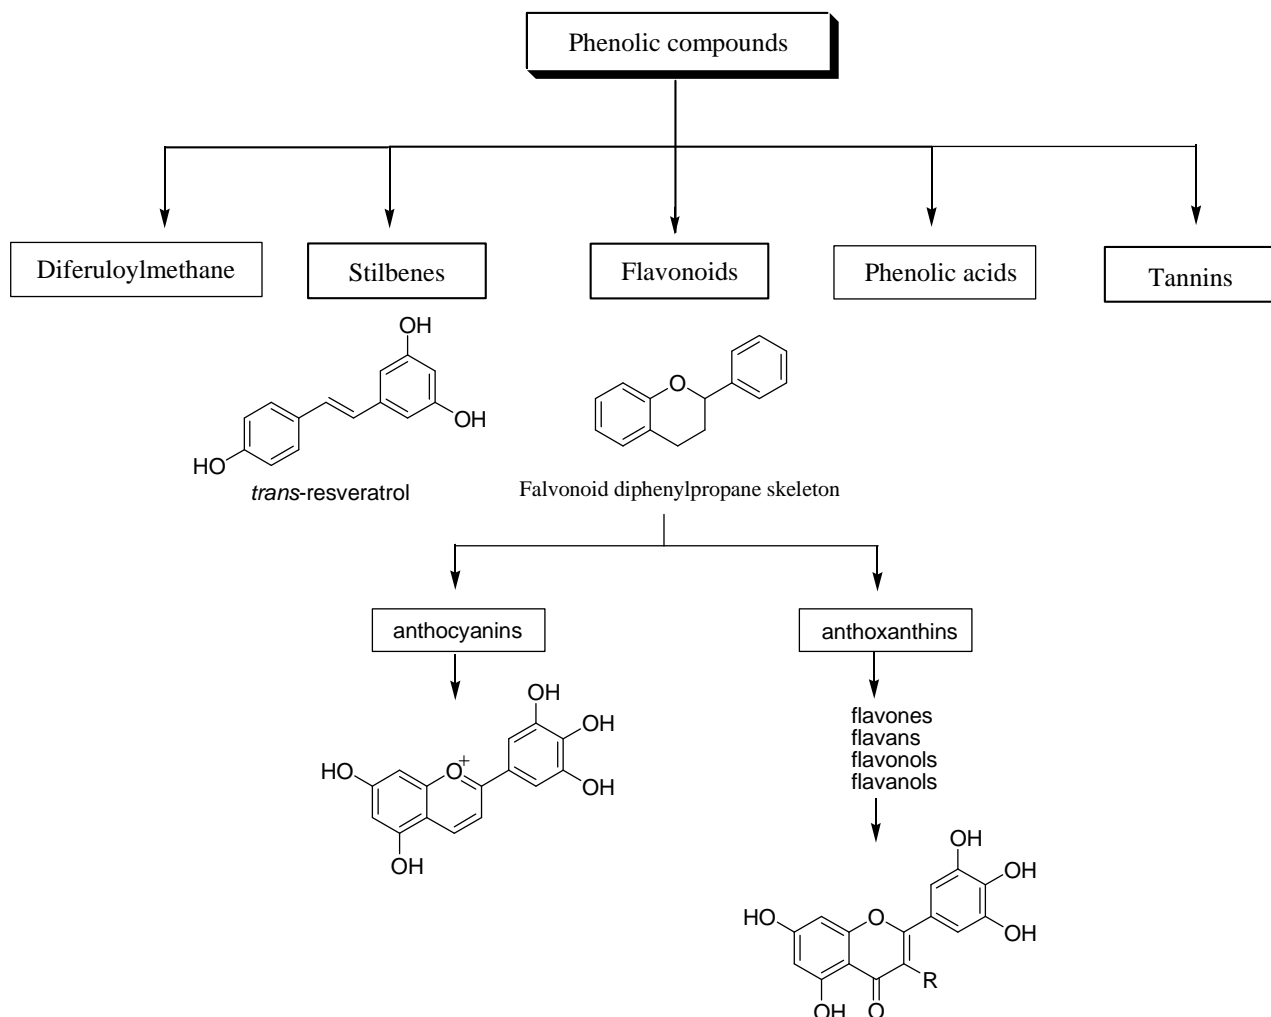 Phenolic compounds
Diferuloylmethane
Stilbenes
Flavonoids
Phenolic acids
Tannins
OH
OH
HO
trans-resveratrol
O
Falvonoid diphenylpropane skeleton
anthocyanins
anthoxanthins
OH
OH
OH
HO
O+
OH
flavones
flavans
flavonols
flavanols
OH
OH
OH
HO
O
R
OH
O